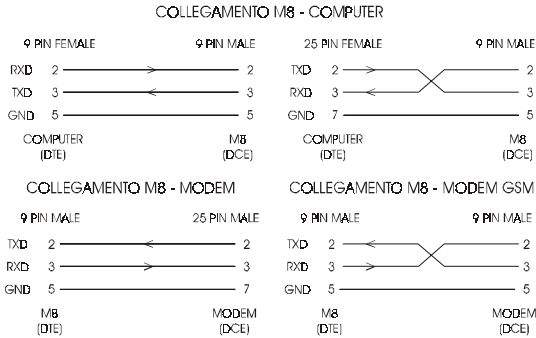 COLLEGAMENTO M8 - COMPUTER
9 PIN FEMALE 9 PIN MALE
RXD 2 2
TXD 3 3
GND 5 5
COMPUTER M8
(DTE) (DCE)
25 PIN FEMALE 9 PIN MALE
TXD 2 2
RXD 3 3
GND 7 5
COMPUTER M8
(DTE) (DCE)
COLLEGAMENTO M8 - MODEM
9 PIN MALE 25 PIN MALE
TXD 2 2
RXD 3 3
GND 5 7
M8 MODEM
(DTE) (DCE)
COLLEGAMENTO M8 - MODEM GSM
9 PIN MALE 9 PIN MALE
TXD 2 2
RXD 3 3
GND 5 5
M8 MODEM
(DTE) (DCE)